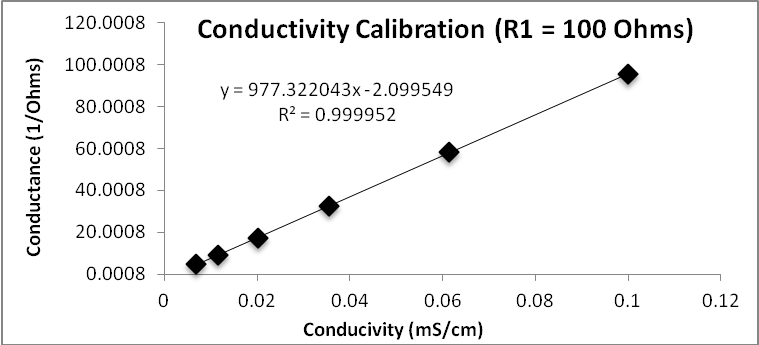 Conductivity Calibration (R1 = 100 Ohms)
y = 977.322043x - 2.099549
R² = 0.999952
Conductance (1/Ohms)
120.0008
100.0008
80.0008
60.0008
40.0008
20.0008
0.0008
0 0.02 0.04 0.06 0.08 0.1 0.12
Conducivity (mS/cm)